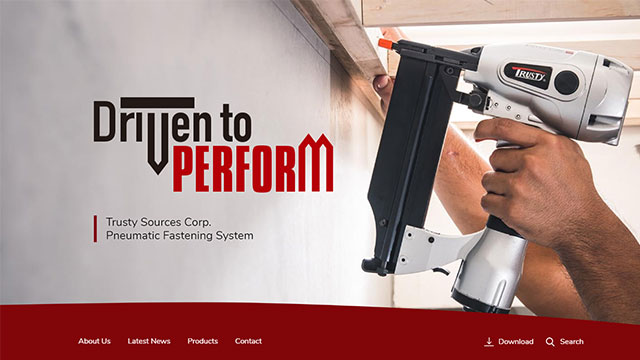 TRUSTY
Driven to
PERFORM
Trusty Sources Corp.
Pneumatic Fastening System
About Us
Latest News
Products
Contact
Download
Search